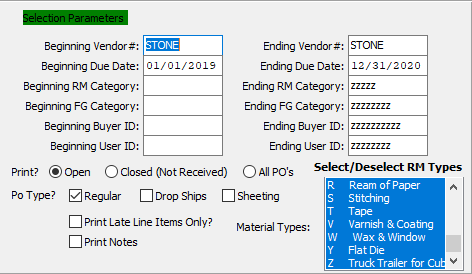 Selection Parameters
Beginning Vendor#: STONE Ending Vendor#: STONE
Beginning Due Date: 01/01/2019 Ending Due Date: 12/31/2020
Beginning RM Category: Ending RM Category: zzzzz
Beginning FG Category: Ending FG Category: zzzzzzzz
Beginning Buyer ID: Ending Buyer ID: zzzzzzzzzz
Beginning User ID: Ending User ID: zzzzzzzz
Print? Open Closed (Not Received) All PO's Select/Deselect RM Types
Po Type? Regular Drop Ships Sheeting
Print Late Line Items Only? Material Types:
Print Notes
R Ream of Paper
S Stitching
T Tape
V Varnish & Coating
W Wax & Window
Y Flat Die
Z Truck Trailer for Cub